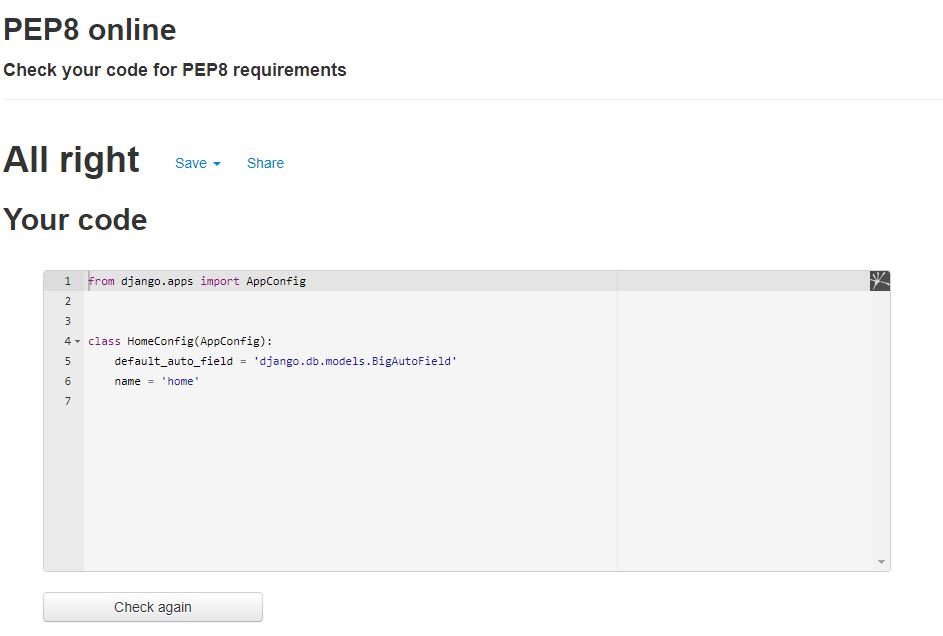 PEP8 online
Check your code for PEP8 requirements
All right Save Share
Your code
1 from django.apps import AppConfig
2
3
4 class HomeConfig(AppConfig):
5     default_auto_field = 'django.db.models.BigAutoField'
6     name = 'home'
7
Check again